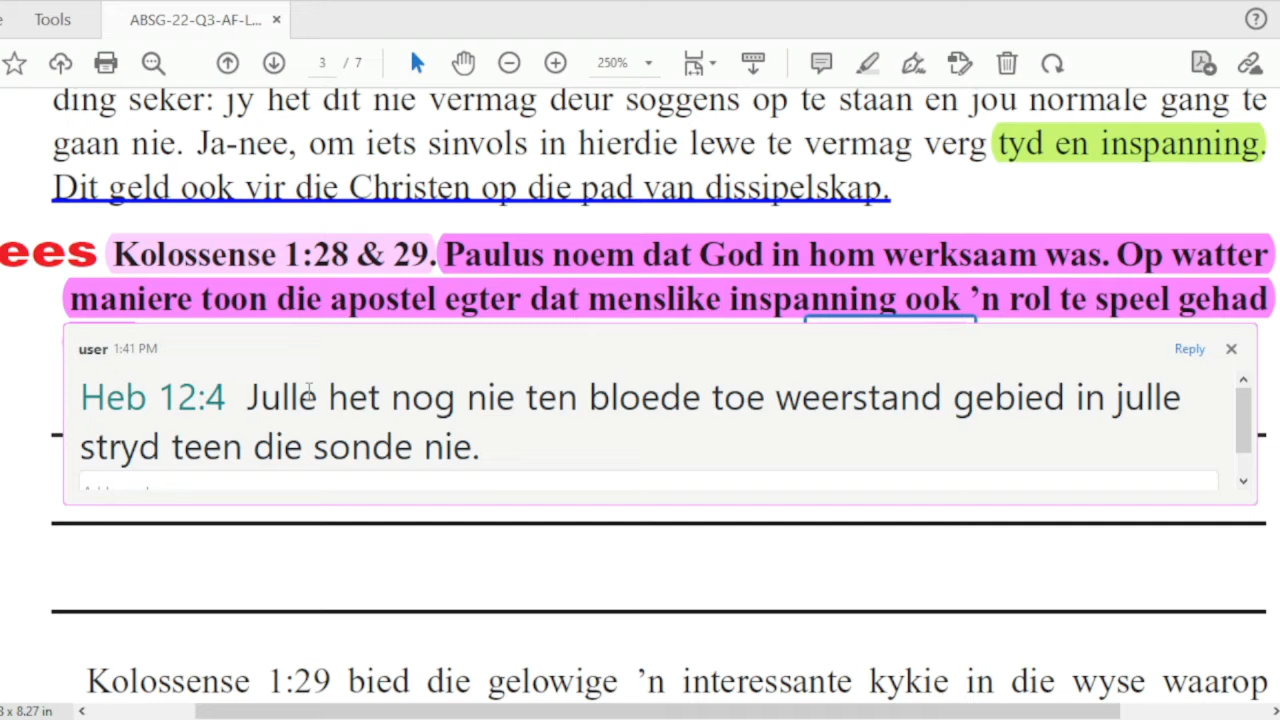 Tools
ABSG-22-Q3-AF-L... ×
3 / 7
250%
ding seker: jy het dit nie vermag deur soggens op te staan en jou normale gang te
gaan nie. Ja-nee, om iets sinvols in hierdie lewe te vermag verg tyd en inspanning.
Dit geld ook vir die Christen op die pad van dissipelskap.
ees Kolossense 1:28 & 29. Paulus noem dat God in hom werksaam was. Op watter
maniere toon die apostel egter dat menslike inspanning ook ’n rol te speel gehad
user 1:41 PM
Reply
Heb 12:4 Julle het nog nie ten bloede toe weerstand gebied in julle
stryd teen die sonde nie.
Kolossense 1:29 bied die gelowige ’n interessante kykie in die wyse waarop
x 8.27 in